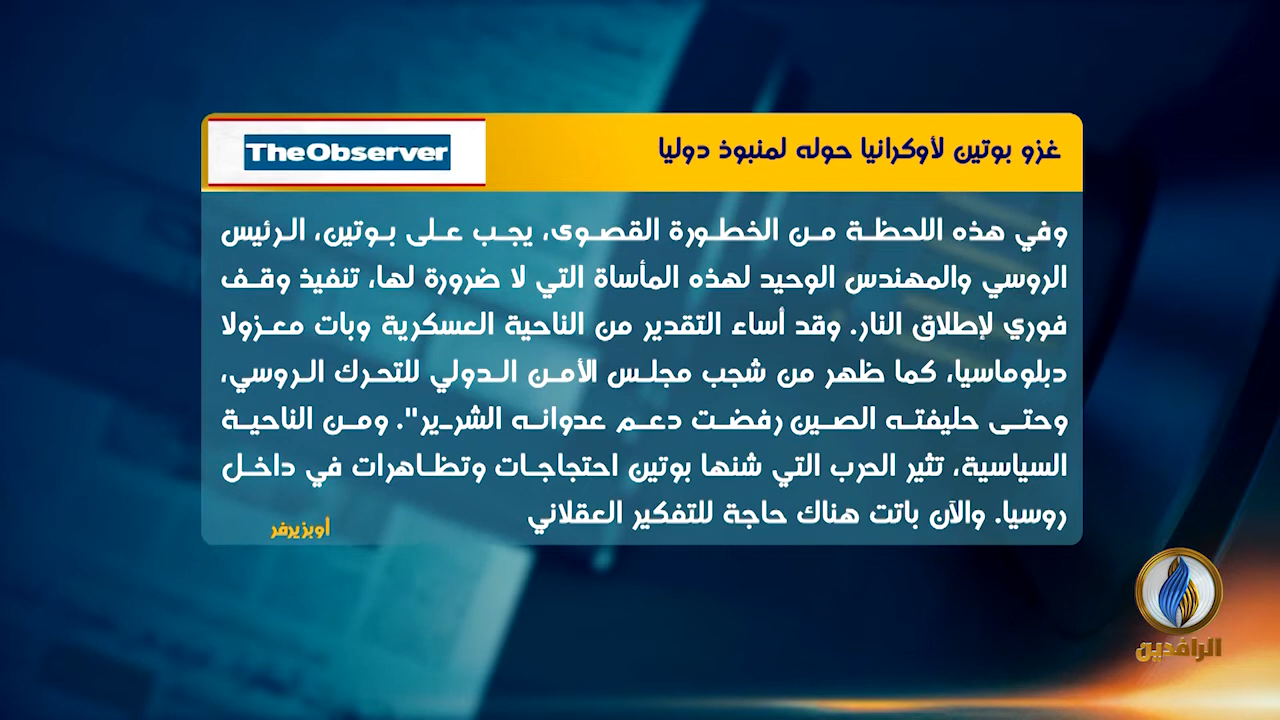 غزو بوتين لأوكرانيا حوله لمنبوذ دوليا
The Observer
وفي هذه اللحظة من الخطورة القصوى، يجب على بوتين، الرئيس
الروسي والمهندس الوحيد لهذه المأساة التي لا ضرورة لها، تنفيذ وقف
فوري لإطلاق النار. وقد أساء التقدير من الناحية العسكرية وبات معزولا
دبلوماسيا، كما ظهر من شجب مجلس الأمن الدولي للتحرك الروسي،
وحتى حليفته الصين رفضت دعم عدوانه الشرير". ومن الناحية
السياسية، تثير الحرب التي شنها بوتين احتجاجات وتظاهرات في داخل
روسيا. والآن باتت هناك حاجة للتفكير العقلاني
أوبزيرفر
الرافدين